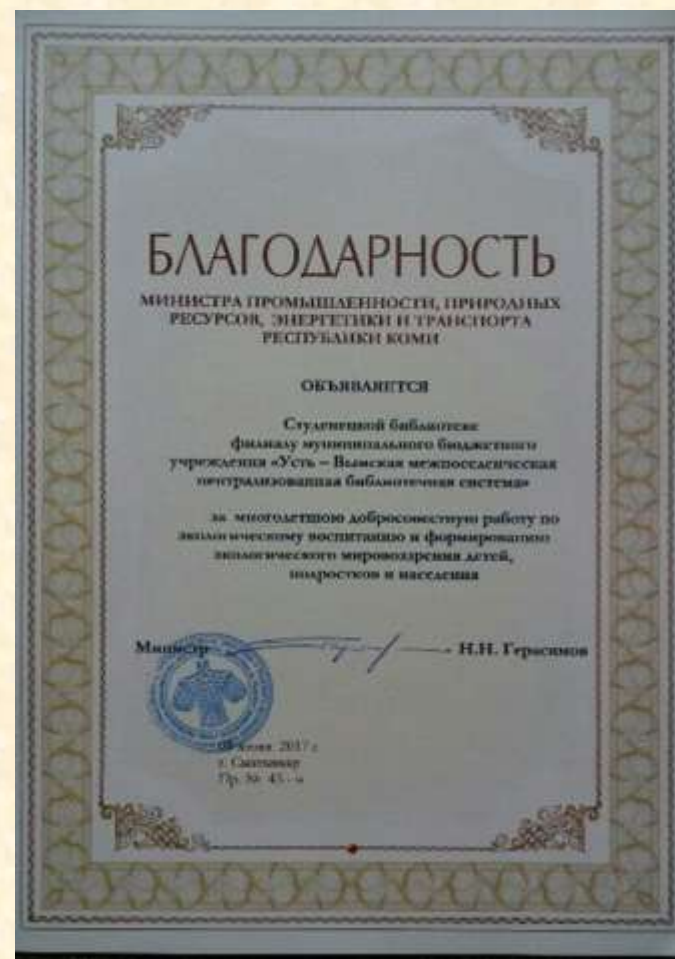 БЛАГОДАРНОСТЬ
МИНИСТРА ПРОМЫШЛЕННОСТИ, ПРИРОДНЫХ
РЕСУРСОВ, ЭНЕРГЕТИКИ И ТРАНСПОРТА
РЕСПУБЛИКИ КОМИ
ОБЪЯВЛЯЕТСЯ
Студенецкой библиотеке
филиалу муниципального бюджетного
учреждения «Усть – Вымская межпоселенческая
централизованная библиотечная система»
за многолетнюю добросовестную работу по
экологическому воспитанию и формированию
экологического мировоззрения детей,
подростков и населения
Министр Н.Н. Герасимов
2017 г.
г. Сыктывкар
Пр. №